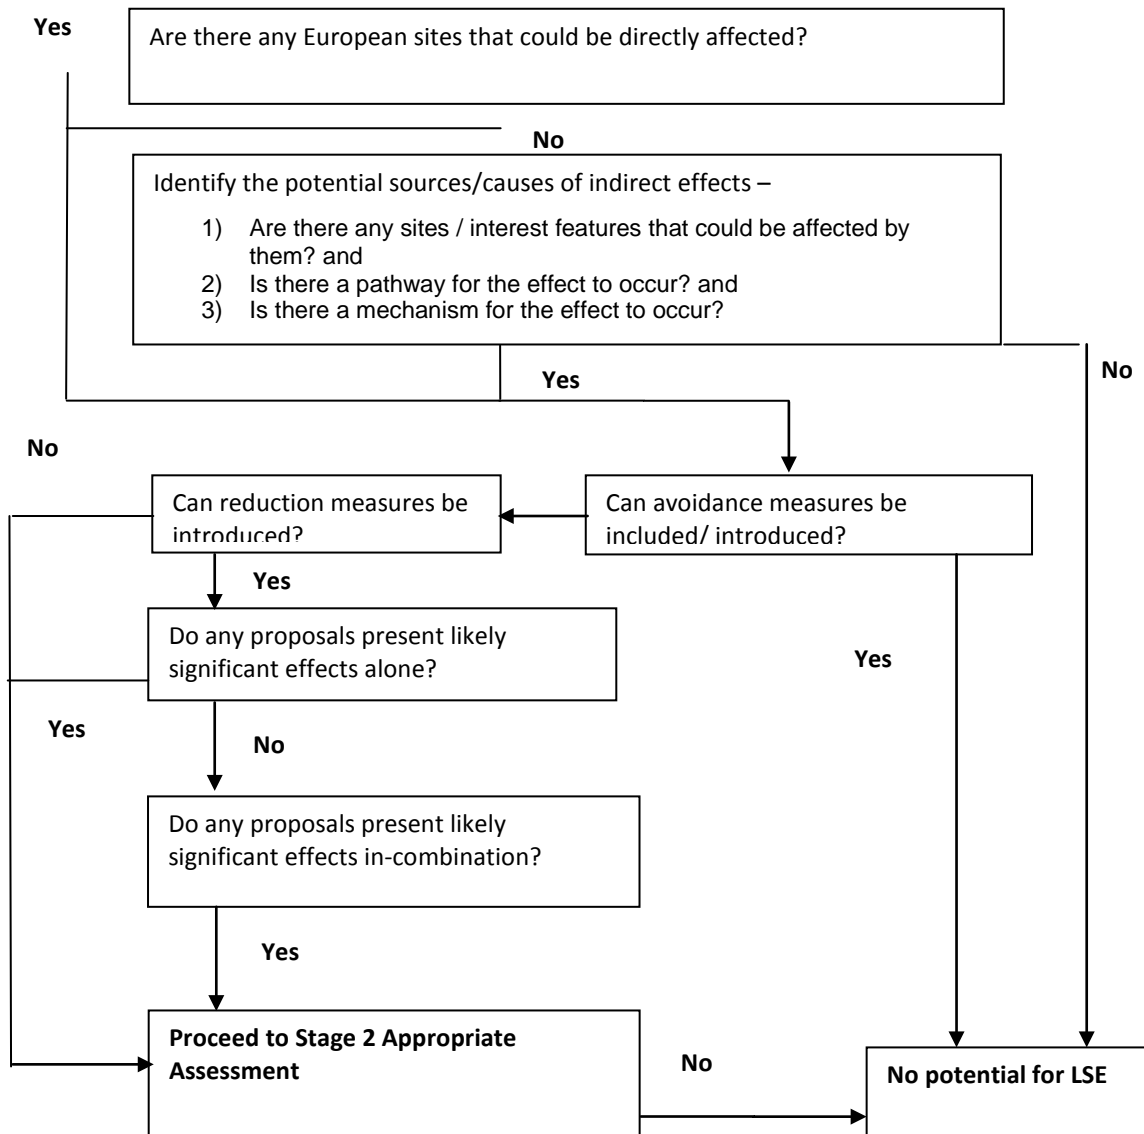 Yes
Are there any European sites that could be directly affected?
No
Identify the potential sources/causes of indirect effects –
1) Are there any sites / interest features that could be affected by
them? and
2) Is there a pathway for the effect to occur? and
3) Is there a mechanism for the effect to occur?
No
Yes
No
Can reduction measures be
introduced?
Can avoidance measures be
included/ introduced?
Yes
Do any proposals present likely
significant effects alone?
Yes
Yes
No
Do any proposals present likely
significant effects in-combination?
Yes
Proceed to Stage 2 Appropriate
Assessment
No
No potential for LSE